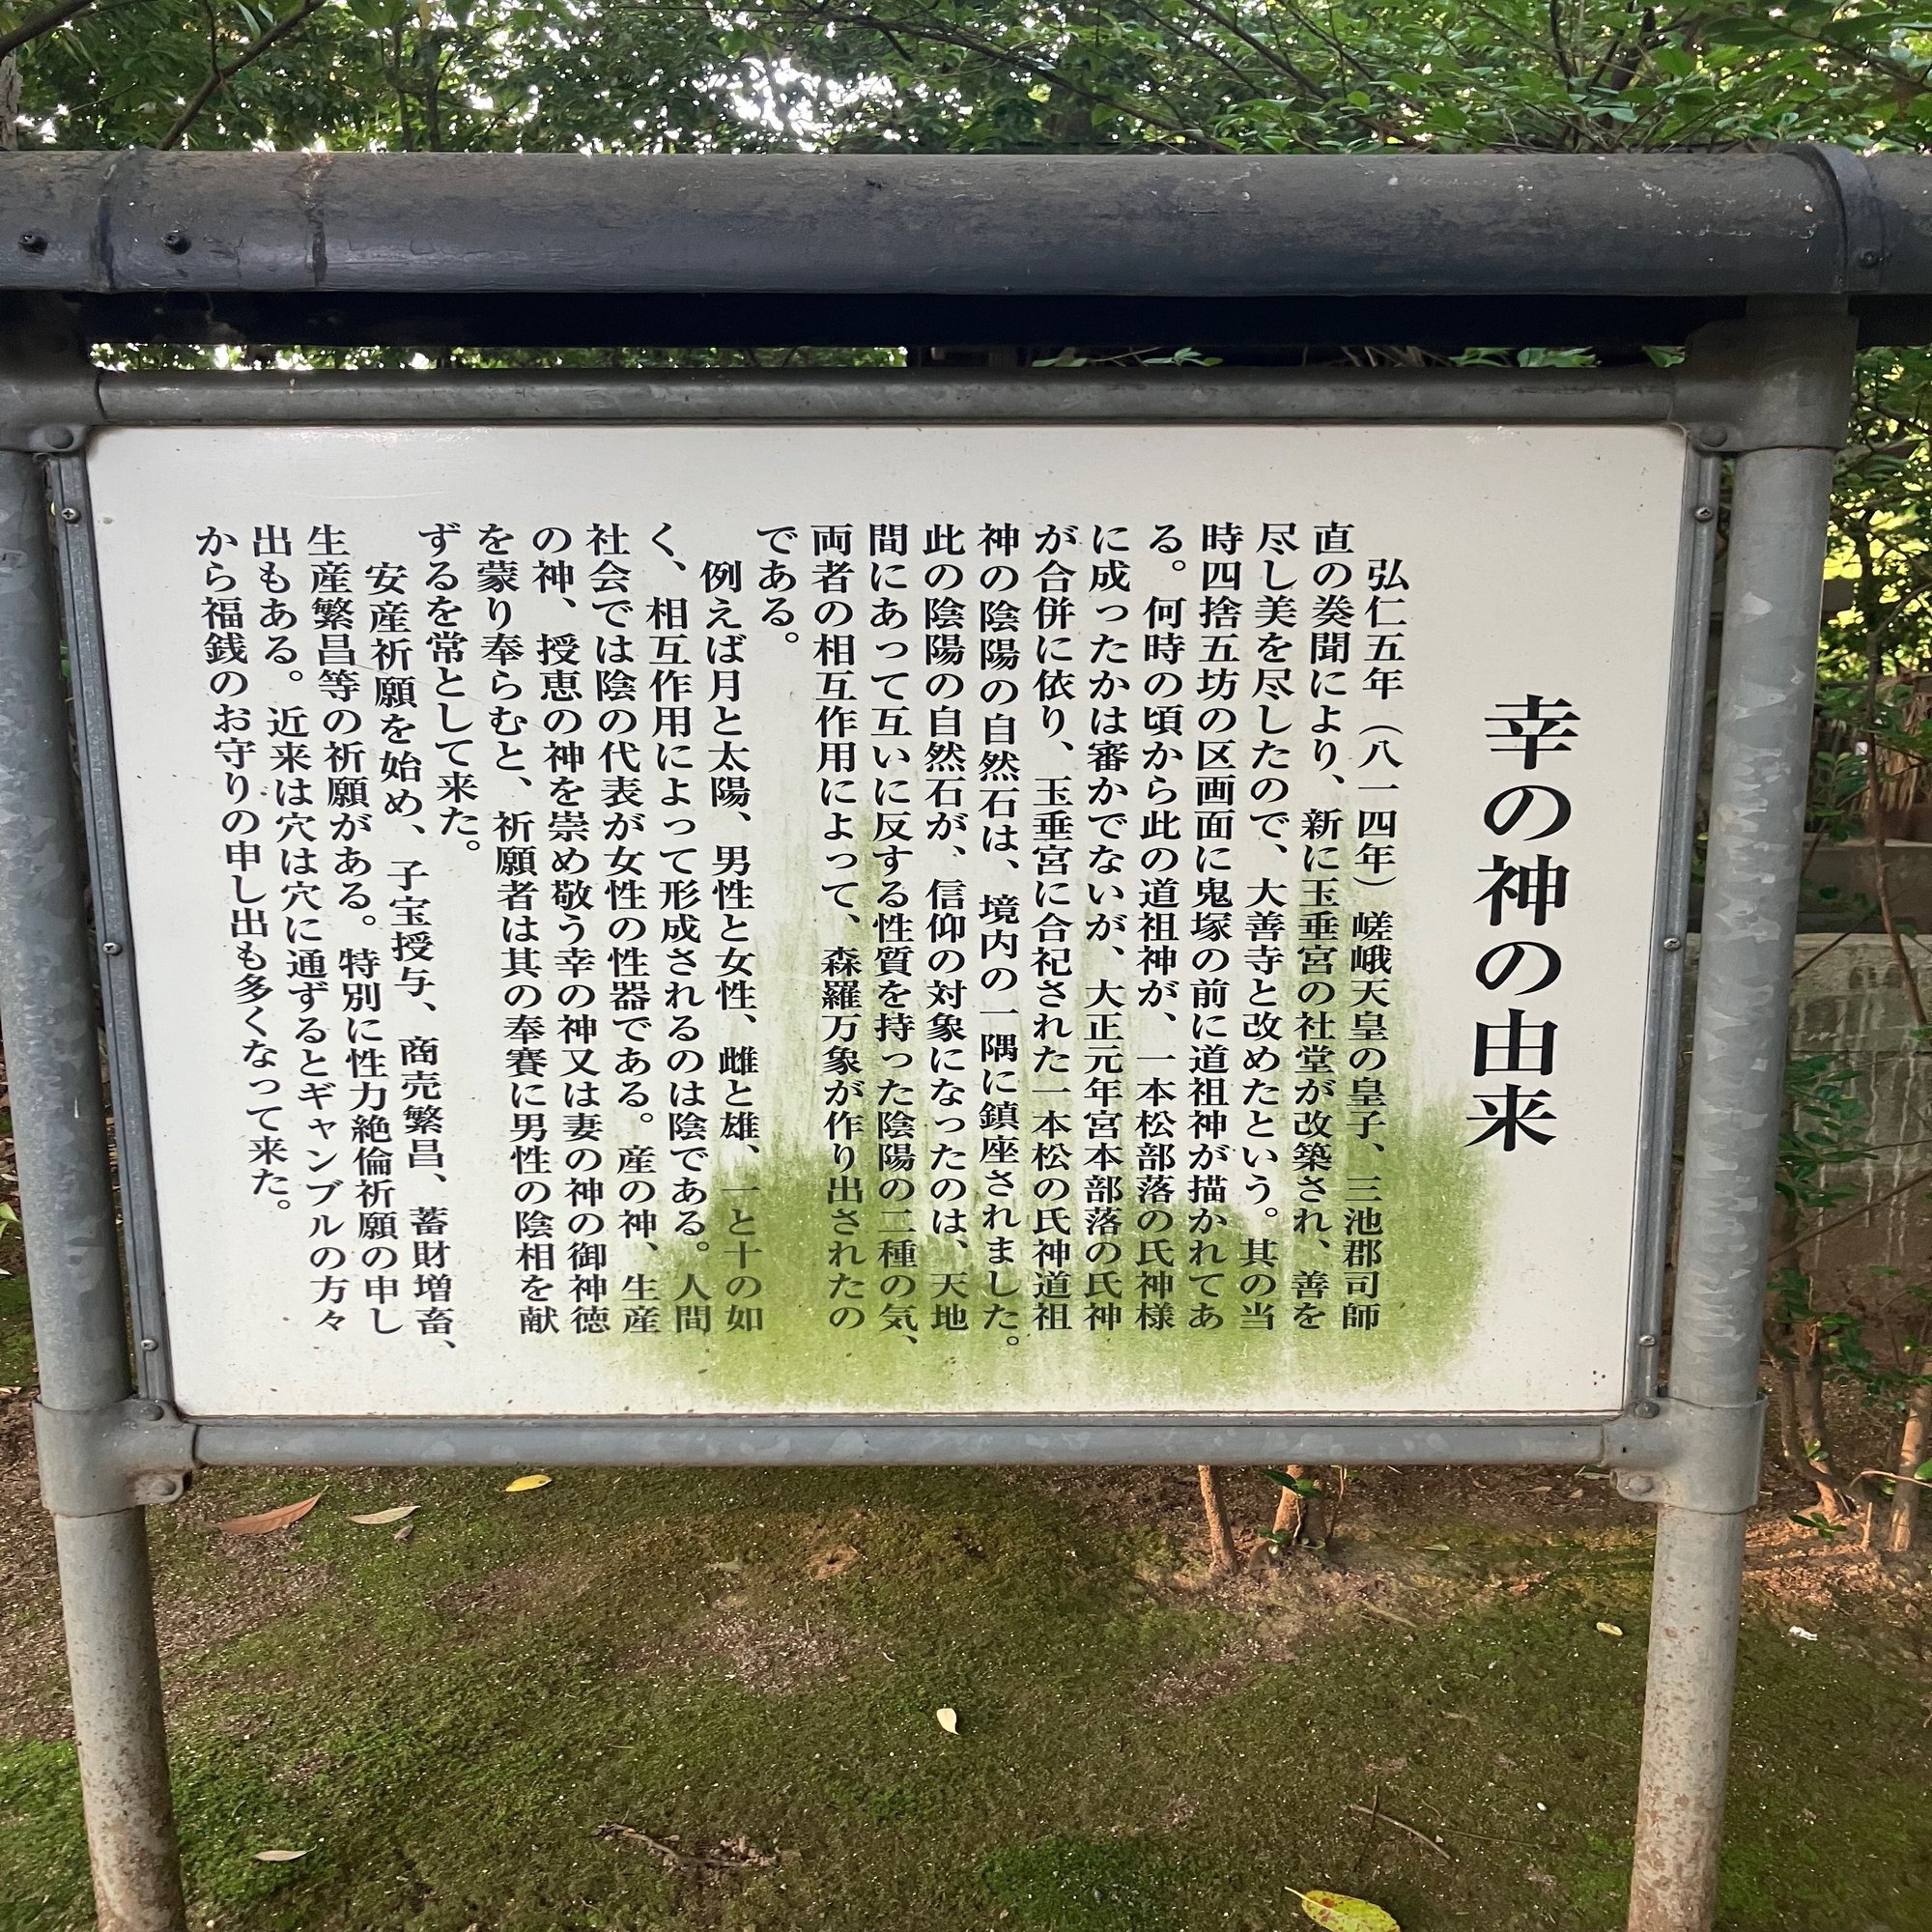 幸の神の由来
弘仁五年（八一四年）嵯峨天皇の皇子、三池郡司師
直の奏聞により、新に玉垂宮の社堂が改築され、善を
尽し美を尽したので、大善寺と改めたという。其の当
時四捨五坊の区画面に鬼塚の前に道祖神が描かれてあ
る。何時の頃から此の道祖神が、一本松部落の氏神様
に成ったかは審かでないが、大正元年宮本部落の氏神
が合併に依り、玉垂宮に合祀された一本松の氏神道祖
神の陰陽の自然石は、境内の一隅に鎮座されました。
此の陰陽の自然石が、信仰の対象になったのは、天地
間にあって互いに反する性質を持った陰陽の二種の気、
両者の相互作用によって、森羅万象が作り出されたの
である。
例えば月と太陽、男性と女性、雌と雄、一と十の如
く、相互作用によって形成されるのは陰である。人間
社会では陰の代表が女性の性器である。産の神、生産
の神、授恵の神を崇め敬う幸の神又は妻の神の御神徳
を蒙り奉らむと、祈願者は其の奉賽に男性の陰相を献
ずるを常として来た。
安産祈願を始め、子宝授与、商売繁昌、蓄財増畜、
生産繁昌等の祈願がある。特別に性力絶倫祈願の申し
出もある。近来は穴は穴に通ずるとギャンブルの方々
から福銭のお守りの申し出も多くなって来た。